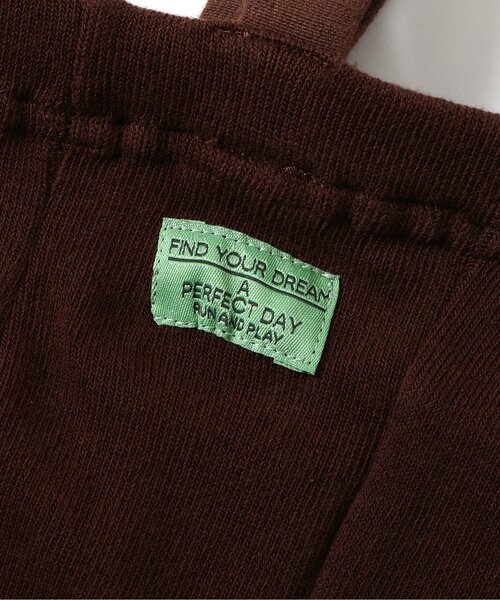 FIND YOUR DREAM
A
PERFECT DAY
RUN AND PLAY